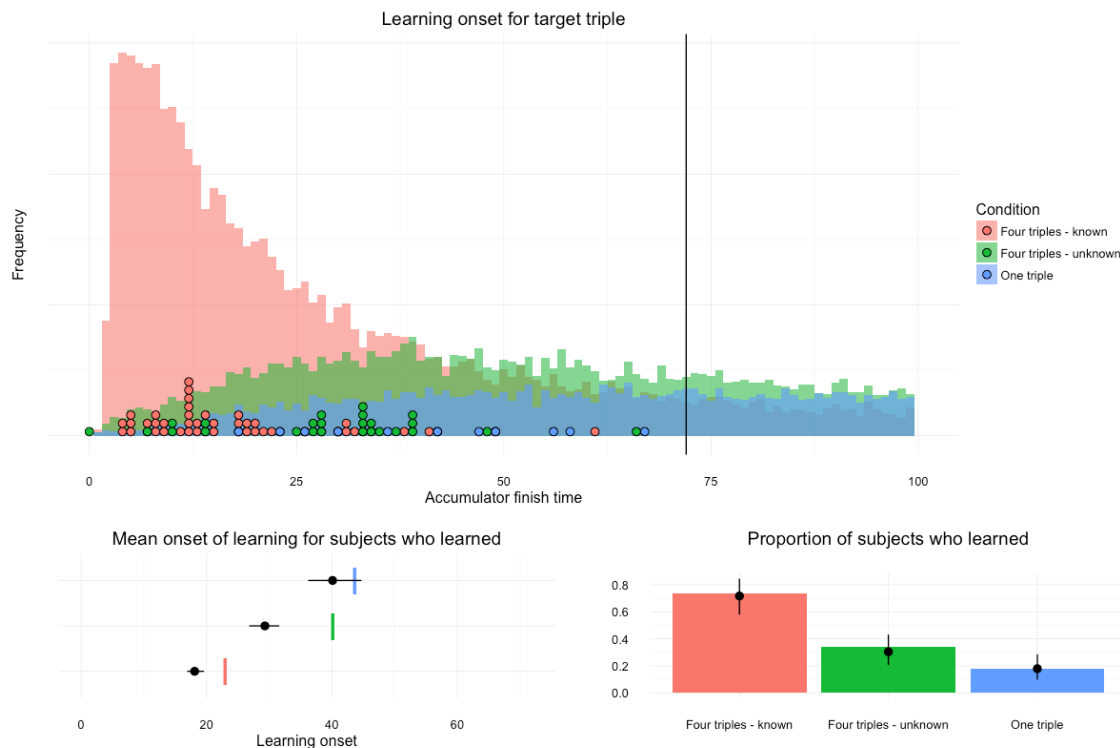 Learning onset for target triple
Frequency
0 25 50 75 100
Accumulator finish time
Condition
Four triples - known
Four triples - unknown
One triple
Mean onset of learning for subjects who learned
0 20 40 60
Learning onset
Proportion of subjects who learned
0.8
0.6
0.4
0.2
0.0
Four triples - known Four triples - unknown One triple